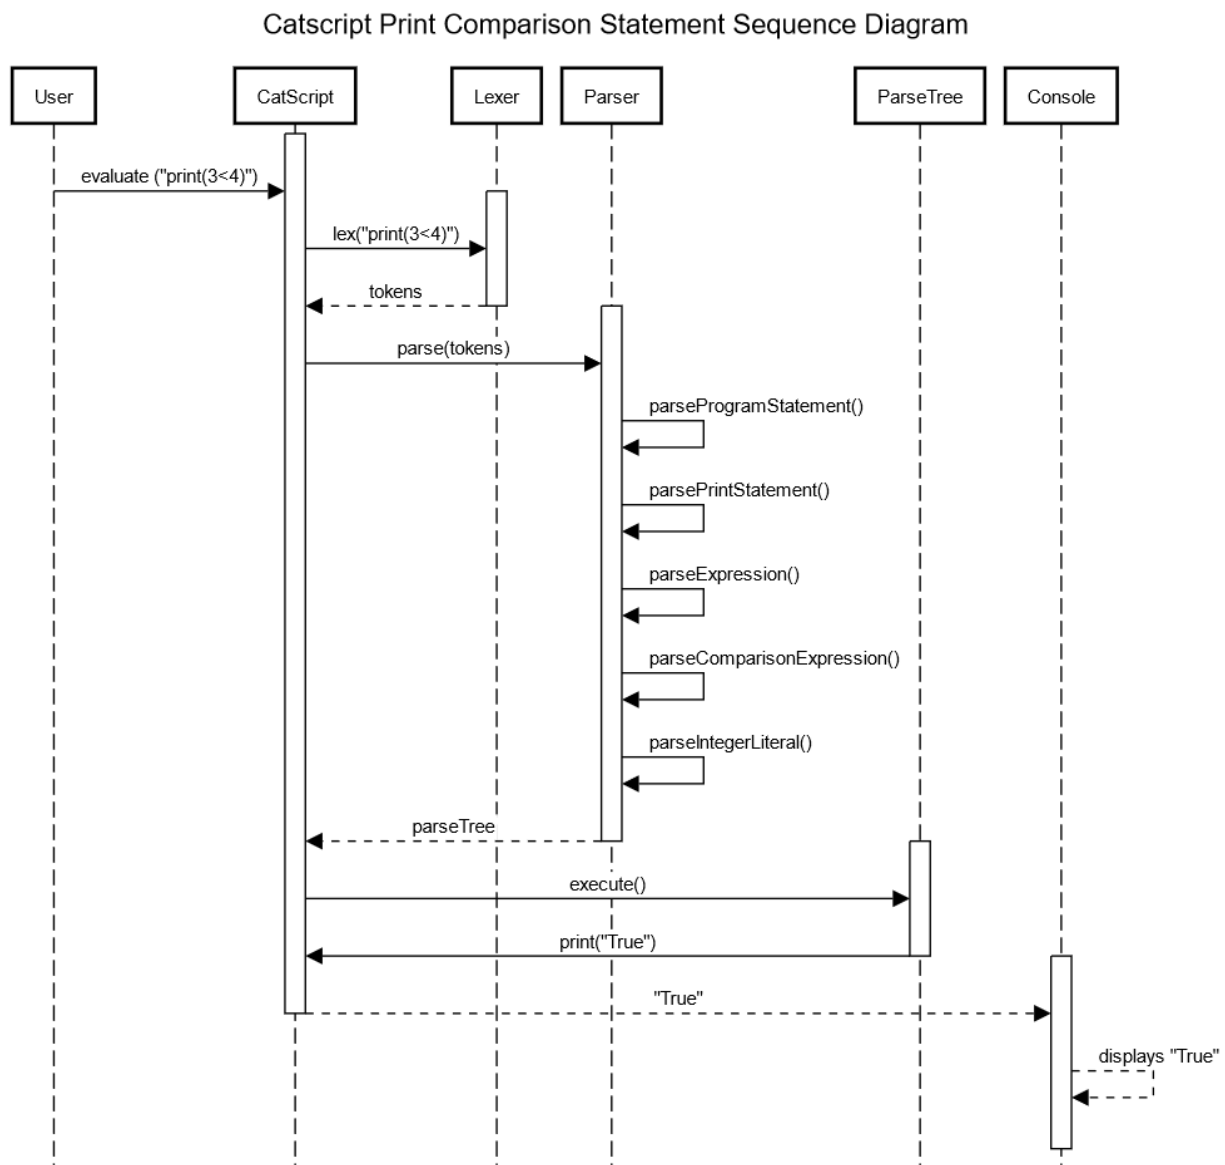 Catscript Print Comparison Statement Sequence Diagram
User
CatScript
Lexer
Parser
ParseTree
Console
evaluate ("print(3<4)")
lex("print(3<4)")
tokens
parse(tokens)
parseProgramStatement()
parsePrintStatement()
parseExpression()
parseComparisonExpression()
parseIntegerLiteral()
parseTree
execute()
print("True")
"True"
displays "True"